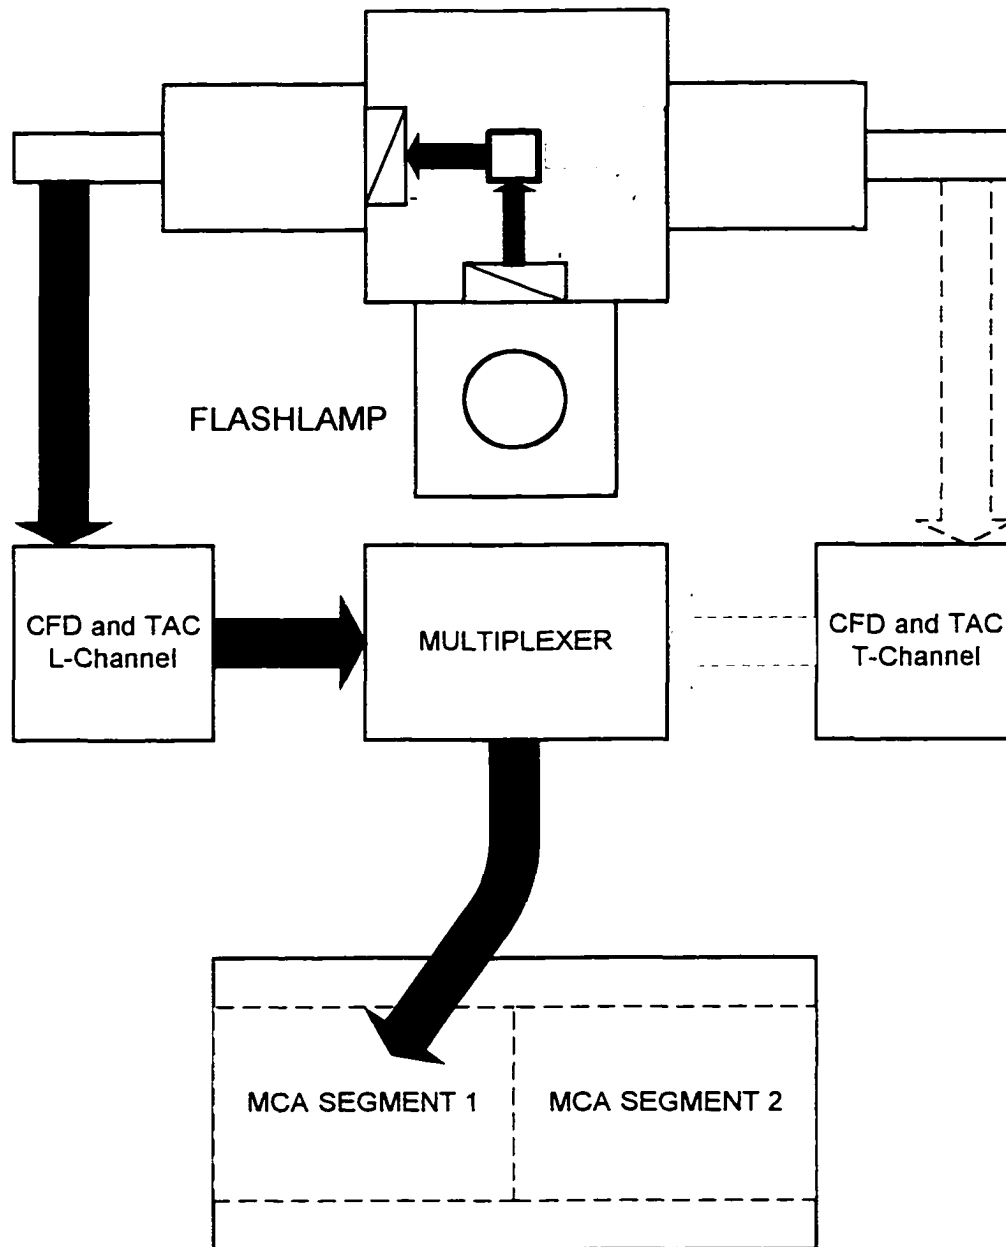 FLASHLAMP
CFD and TAC
L-Channel
MULTIPLEXER
CFD and TAC
T-Channel
MCA SEGMENT 1
MCA SEGMENT 2